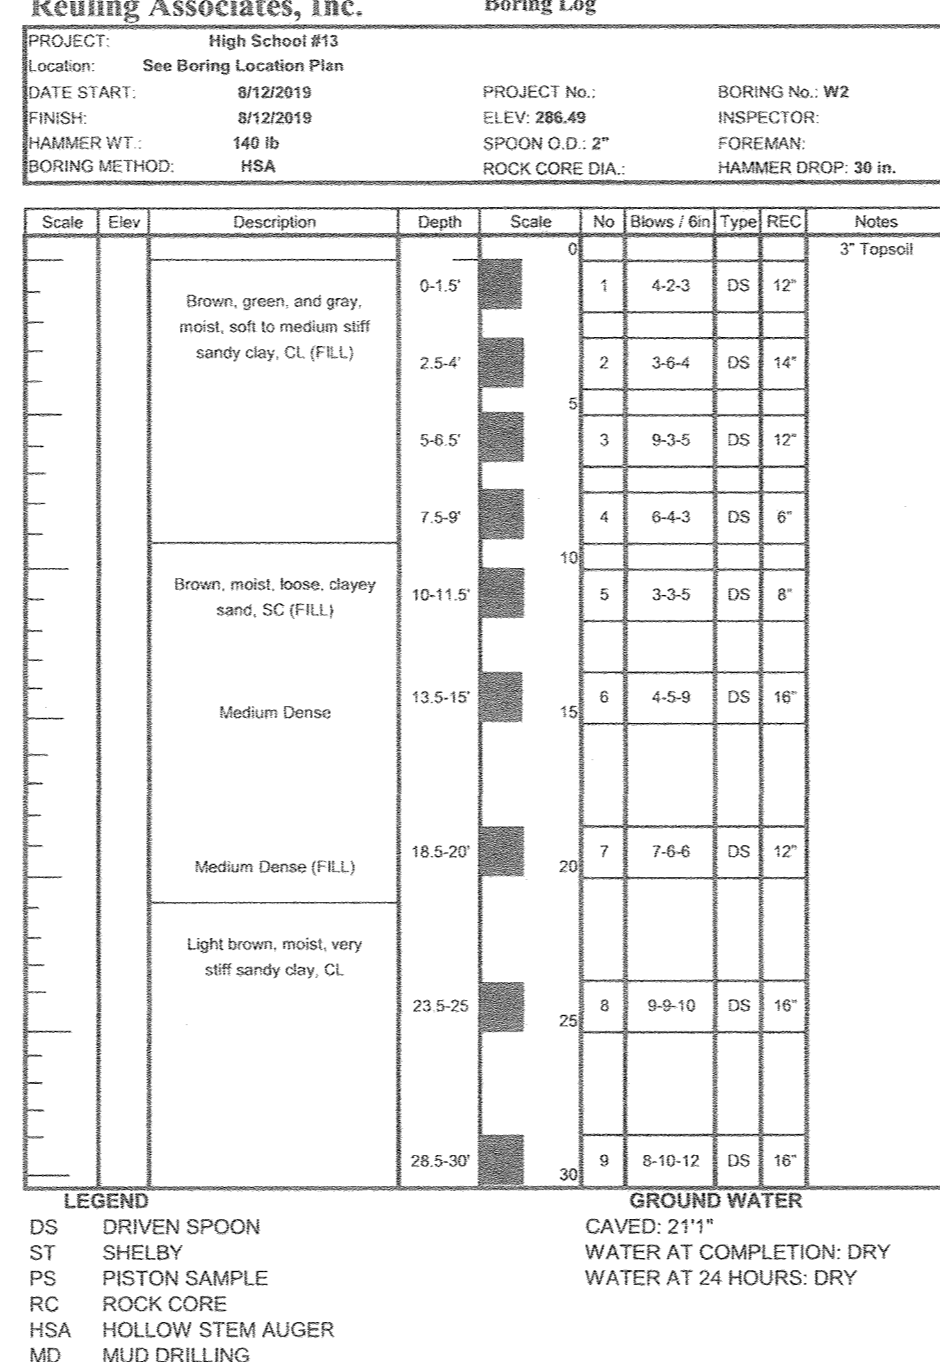 Reuling Associates, Inc. Boring Log
PROJECT: High School #13
Location: See Boring Location Plan
DATE START: 8/12/2019 PROJECT No.: BORING No.: W2
FINISH: 8/12/2019 ELEV: 286.49 INSPECTOR:
HAMMER WT.: 140 lb SPOON O.D.: 2" FOREMAN:
BORING METHOD: HSA ROCK CORE DIA.: HAMMER DROP: 30 in.
Scale Elev Description Depth Scale No Blows / 6in Type REC Notes
0 3" Topsoil
0-1.5' 1 4-2-3 DS 12"
Brown, green, and gray,
moist, soft to medium stiff
sandy clay, CL (FILL)
2.5-4' 2 3-6-4 DS 14"
5
5-6.5' 3 9-3-5 DS 12"
7.5-9' 4 6-4-3 DS 6"
10
Brown, moist, loose, clayey
sand, SC (FILL)
10-11.5' 5 3-3-5 DS 8"
13.5-15' 6 4-5-9 DS 16"
Medium Dense 15
18.5-20' 7 7-6-6 DS 12"
Medium Dense (FILL) 20
Light brown, moist, very
stiff sandy clay, CL
23.5-25 8 9-9-10 DS 16"
25
28.5-30' 9 8-10-12 DS 16"
30
LEGEND GROUND WATER
DS DRIVEN SPOON CAVED: 21'1"
ST SHELBY WATER AT COMPLETION: DRY
PS PISTON SAMPLE WATER AT 24 HOURS: DRY
RC ROCK CORE
HSA HOLLOW STEM AUGER
MD MUD DRILLING